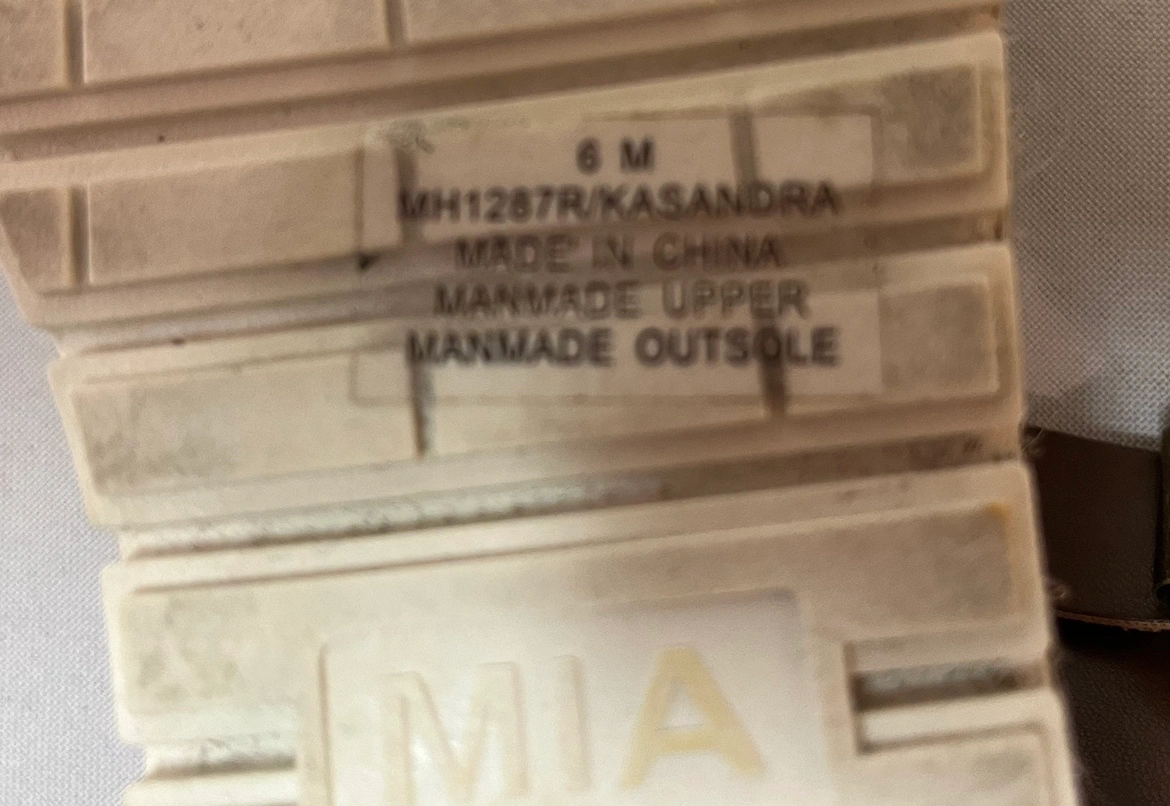 6 M
MH1287R/KASANDRA
MADE IN CHINA
MANMADE UPPER
MANMADE OUTSOLE
MIA